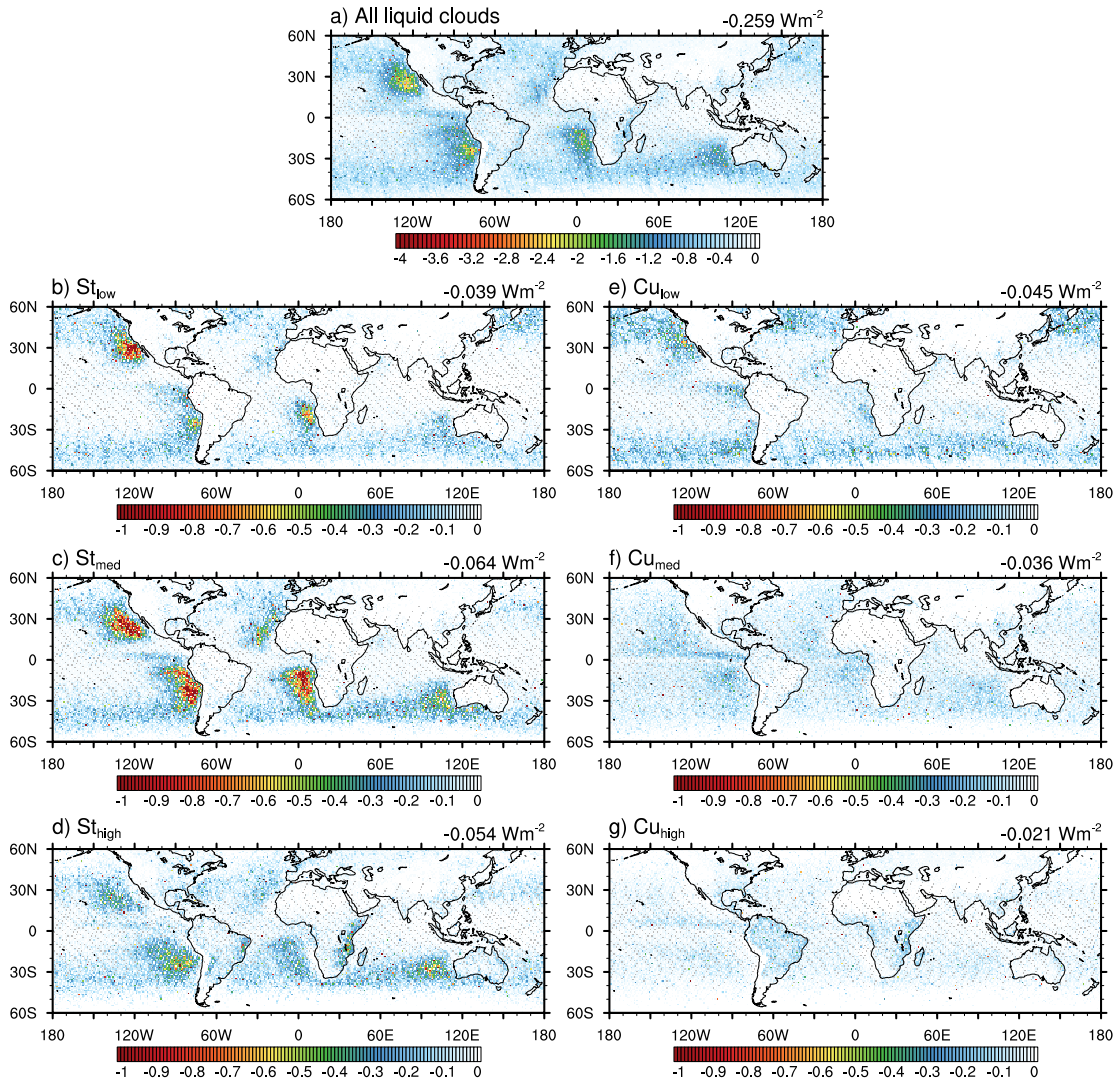 a) All liquid clouds -0.259 Wm-2
60N
30N
0
30S
60S
180 120W 60W 0 60E 120E 180
-4 -3.6 -3.2 -2.8 -2.4 -2 -1.6 -1.2 -0.8 -0.4 0
b) Stlow -0.039 Wm-2
60N
30N
0
30S
60S
180 120W 60W 0 60E 120E 180
-1 -0.9 -0.8 -0.7 -0.6 -0.5 -0.4 -0.3 -0.2 -0.1 0
e) Culow -0.045 Wm-2
60N
30N
0
30S
60S
180 120W 60W 0 60E 120E 180
-1 -0.9 -0.8 -0.7 -0.6 -0.5 -0.4 -0.3 -0.2 -0.1 0
c) Stmed -0.064 Wm-2
60N
30N
0
30S
60S
180 120W 60W 0 60E 120E 180
-1 -0.9 -0.8 -0.7 -0.6 -0.5 -0.4 -0.3 -0.2 -0.1 0
f) Cumed -0.036 Wm-2
60N
30N
0
30S
60S
180 120W 60W 0 60E 120E 180
-1 -0.9 -0.8 -0.7 -0.6 -0.5 -0.4 -0.3 -0.2 -0.1 0
d) Sthigh -0.054 Wm-2
60N
30N
0
30S
60S
180 120W 60W 0 60E 120E 180
-1 -0.9 -0.8 -0.7 -0.6 -0.5 -0.4 -0.3 -0.2 -0.1 0
g) Cuhigh -0.021 Wm-2
60N
30N
0
30S
60S
180 120W 60W 0 60E 120E 180
-1 -0.9 -0.8 -0.7 -0.6 -0.5 -0.4 -0.3 -0.2 -0.1 0